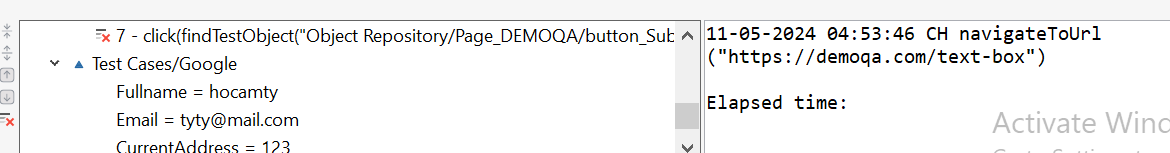 7 - click(findTestObject("Object Repository/Page_DEMOQA/button_Sub
Test Cases/Google
Fullname = hocamty
Email = tyty@mail.com
CurrentAddress = 123
11-05-2024 04:53:46 CH navigateToUrl
("https://demoqa.com/text-box")
Elapsed time:
Activate Wind